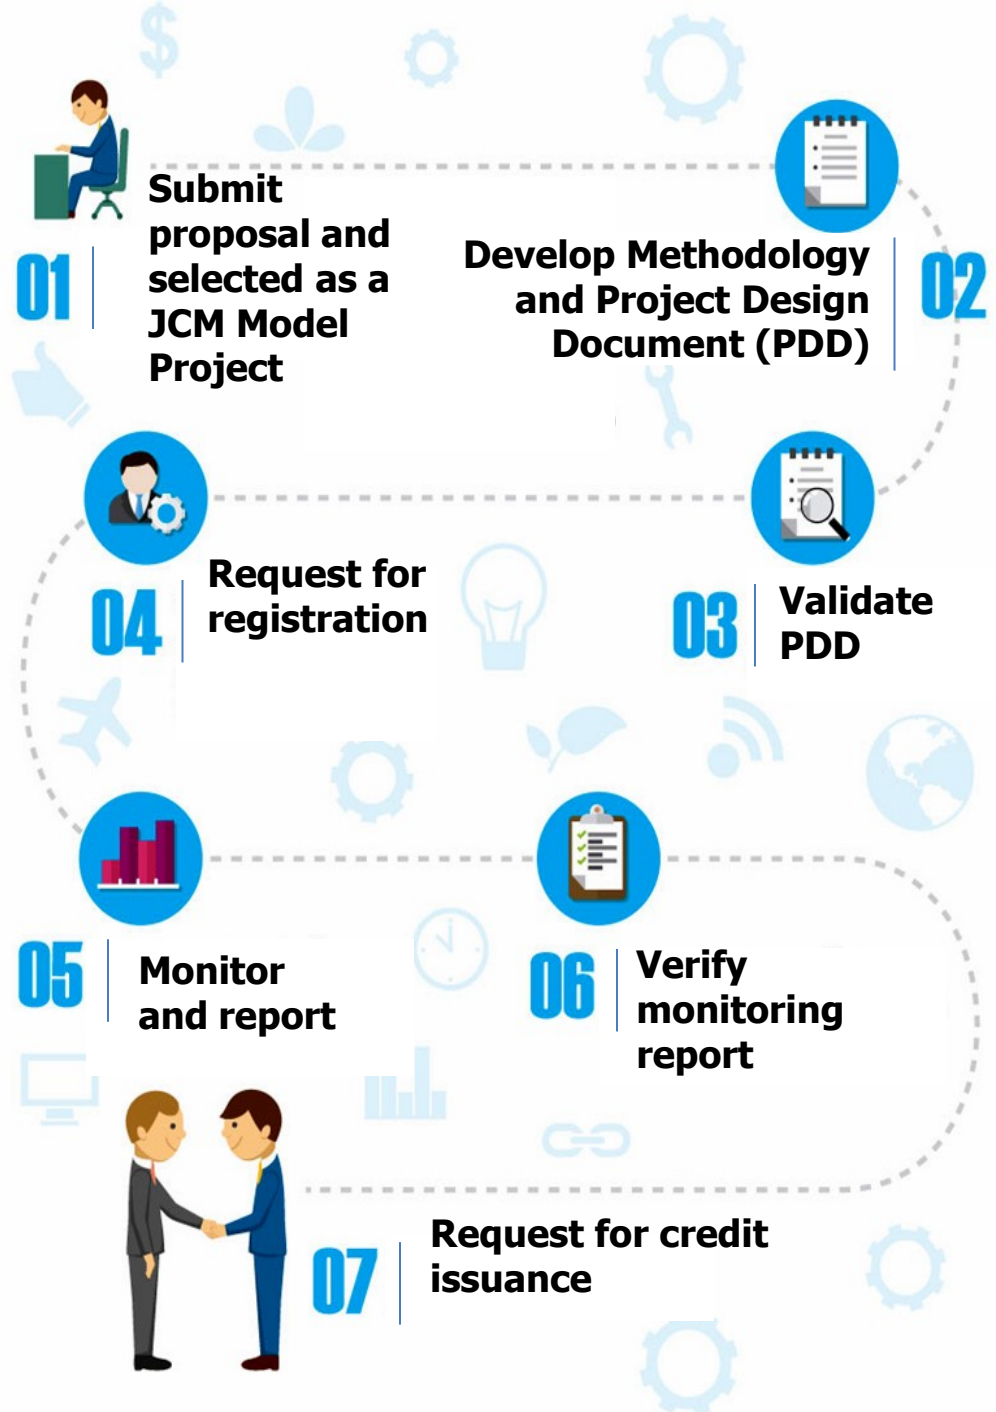 01
Submit
proposal and
selected as a
JCM Model
Project
02
Develop Methodology
and Project Design
Document (PDD)
03
Validate
PDD
04
Request for
registration
05
Monitor
and report
06
Verify
monitoring
report
07
Request for credit
issuance